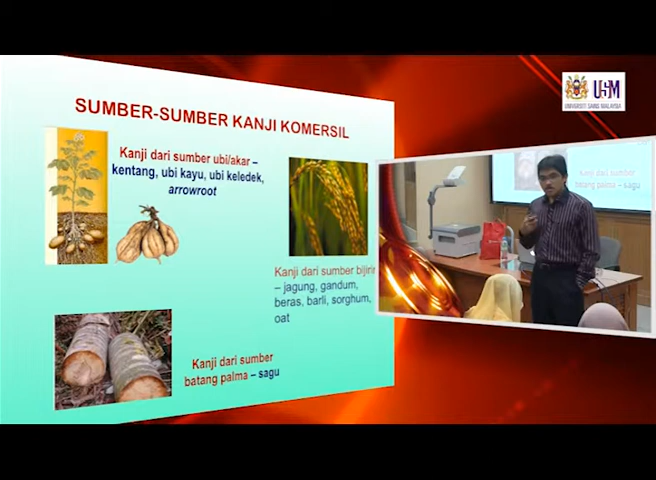 USM
UNIVERSITI SAINS MALAYSIA
SUMBER-SUMBER KANJI KOMERSIL
Kanji dari sumber ubi/akar –
kentang, ubi kayu, ubi keledek,
arrowroot
Kanji dari sumber bijirin
– jagung, gandum,
beras, barli, sorghum,
oat
Kanji dari sumber
batang palma – sagu
Kanji dari sumber
batang palma – sagu